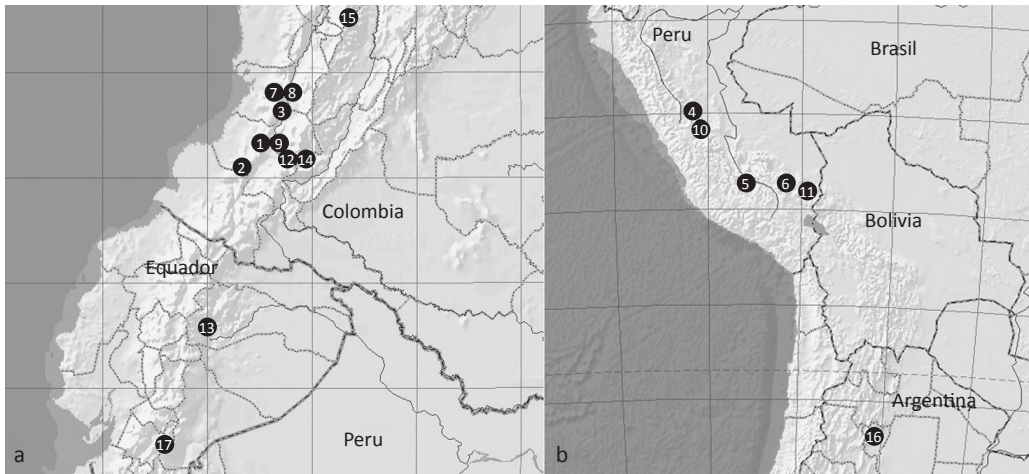 15
7 8
3
1 9
12 14
2
Colombia
Equador
13
Peru
17
a
Peru
Brasil
4
10
5 6
11
Bolivia
Argentina
16
b